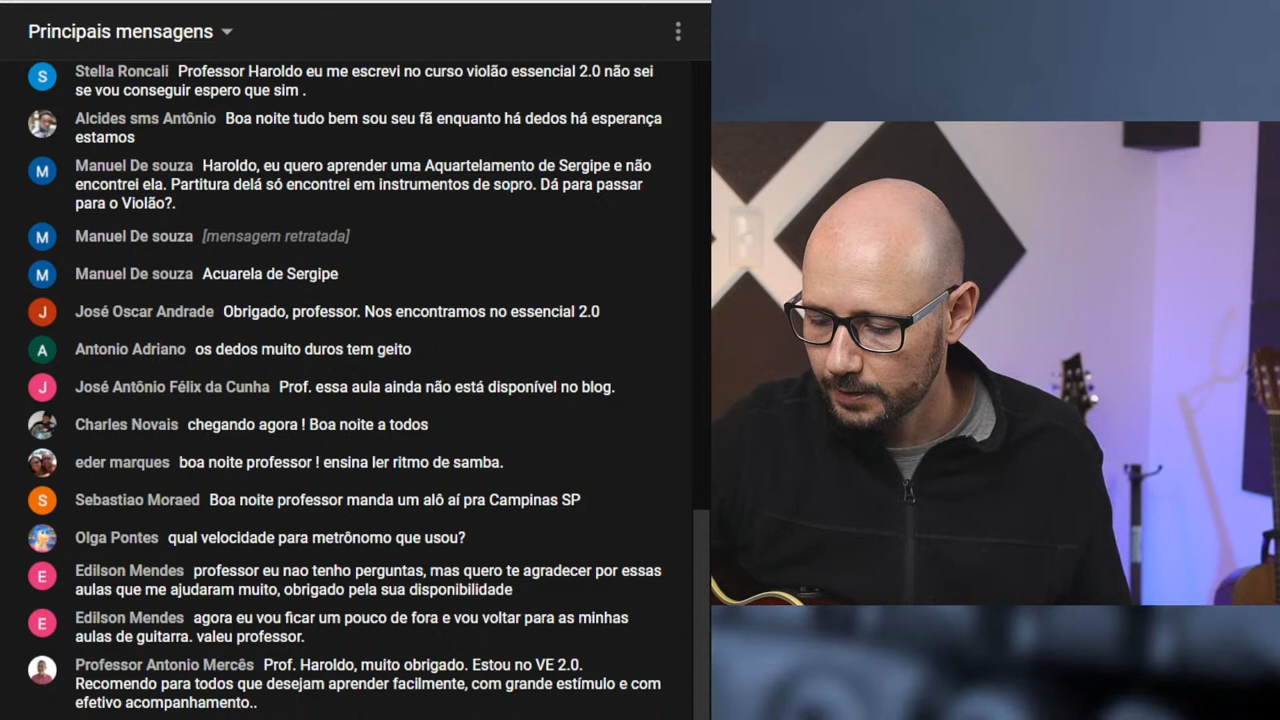 Principais mensagens
S Stella Roncali Professor Haroldo eu me escrevi no curso violão essencial 2.0 não sei
se vou conseguir espero que sim .
Alcides sms Antônio Boa noite tudo bem sou seu fã enquanto há dedos há esperança
estamos
M Manuel De souza Haroldo, eu quero aprender uma Aquartelamento de Sergipe e não
encontrei ela. Partitura delá só encontrei em instrumentos de sopro. Dá para passar
para o Violão?.
M Manuel De souza [mensagem retratada]
M Manuel De souza Acuarela de Sergipe
J José Oscar Andrade Obrigado, professor. Nos encontramos no essencial 2.0
A Antonio Adriano os dedos muito duros tem geito
J José Antônio Félix da Cunha Prof. essa aula ainda não está disponível no blog.
Charles Novais chegando agora ! Boa noite a todos
eder marques boa noite professor ! ensina ler ritmo de samba.
S Sebastiao Moraed Boa noite professor manda um alô aí pra Campinas SP
Olga Pontes qual velocidade para metrônomo que usou?
E Edilson Mendes professor eu nao tenho perguntas, mas quero te agradecer por essas
aulas que me ajudaram muito, obrigado pela sua disponibilidade
E Edilson Mendes agora eu vou ficar um pouco de fora e vou voltar para as minhas
aulas de guitarra. valeu professor.
Professor Antonio Mercês Prof. Haroldo, muito obrigado. Estou no VE 2.0.
Recomendo para todos que desejam aprender facilmente, com grande estímulo e com
efetivo acompanhamento..